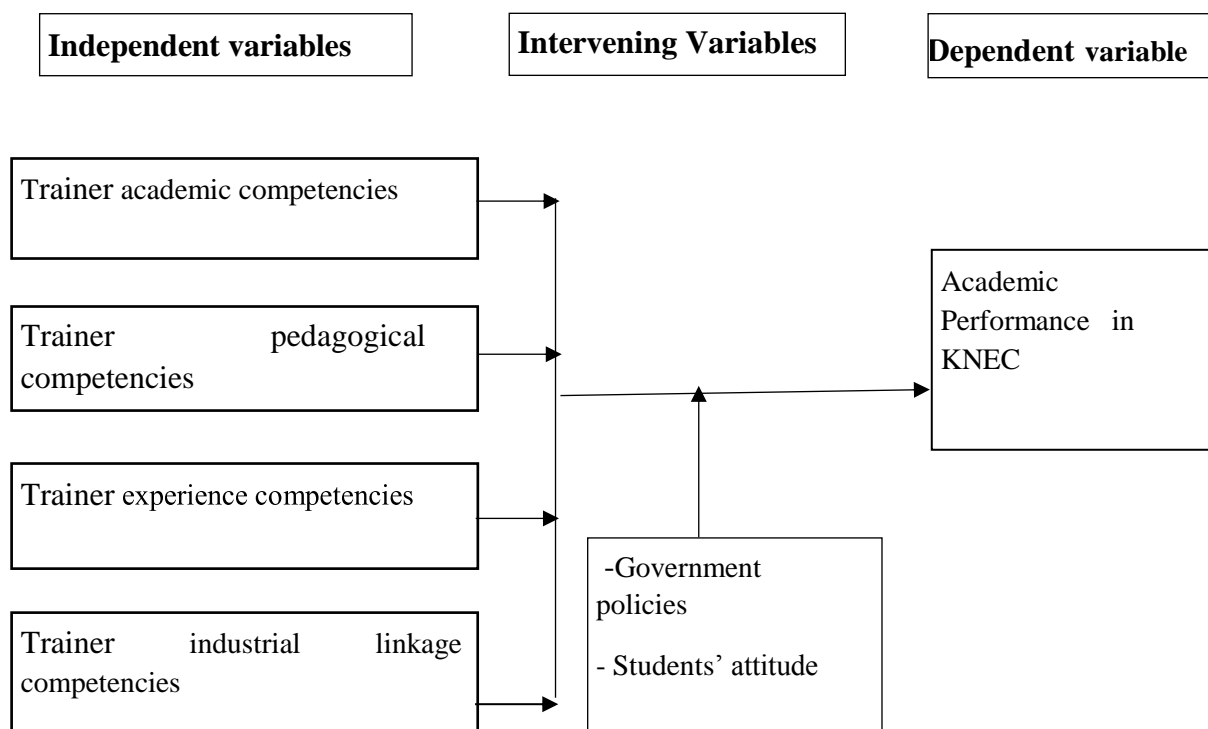 Independent variables
Intervening Variables
Dependent variable
Trainer academic competencies
Trainer pedagogical
competencies
Trainer experience competencies
Trainer industrial linkage
competencies
-Government
policies
- Students’ attitude
Academic
Performance in
KNEC